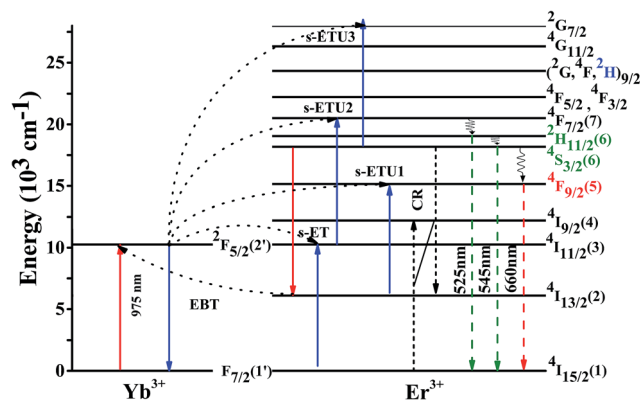 Energy (10³ cm⁻¹)
30
25
20
15
10
5
0
²G₇/₂
s-ETU3
⁴G₁₁/₂
(²G,⁴F,²H)₉/₂
⁴F₅/₂ ,⁴F₃/₂
s-ETU2
⁴F₇/₂(7)
²H₁₁/₂(6)
⁴S₃/₂(6)
s-ETU1
⁴F₉/₂(5)
CR
⁴I₉/₂(4)
s-ET
²F₅/₂(2')
⁴I₁₁/₂(3)
975 nm
525nm
545nm
660nm
EBT
⁴I₁₃/₂(2)
F₇/₂(1')
⁴I₁₅/₂(1)
Yb³⁺
Er³⁺